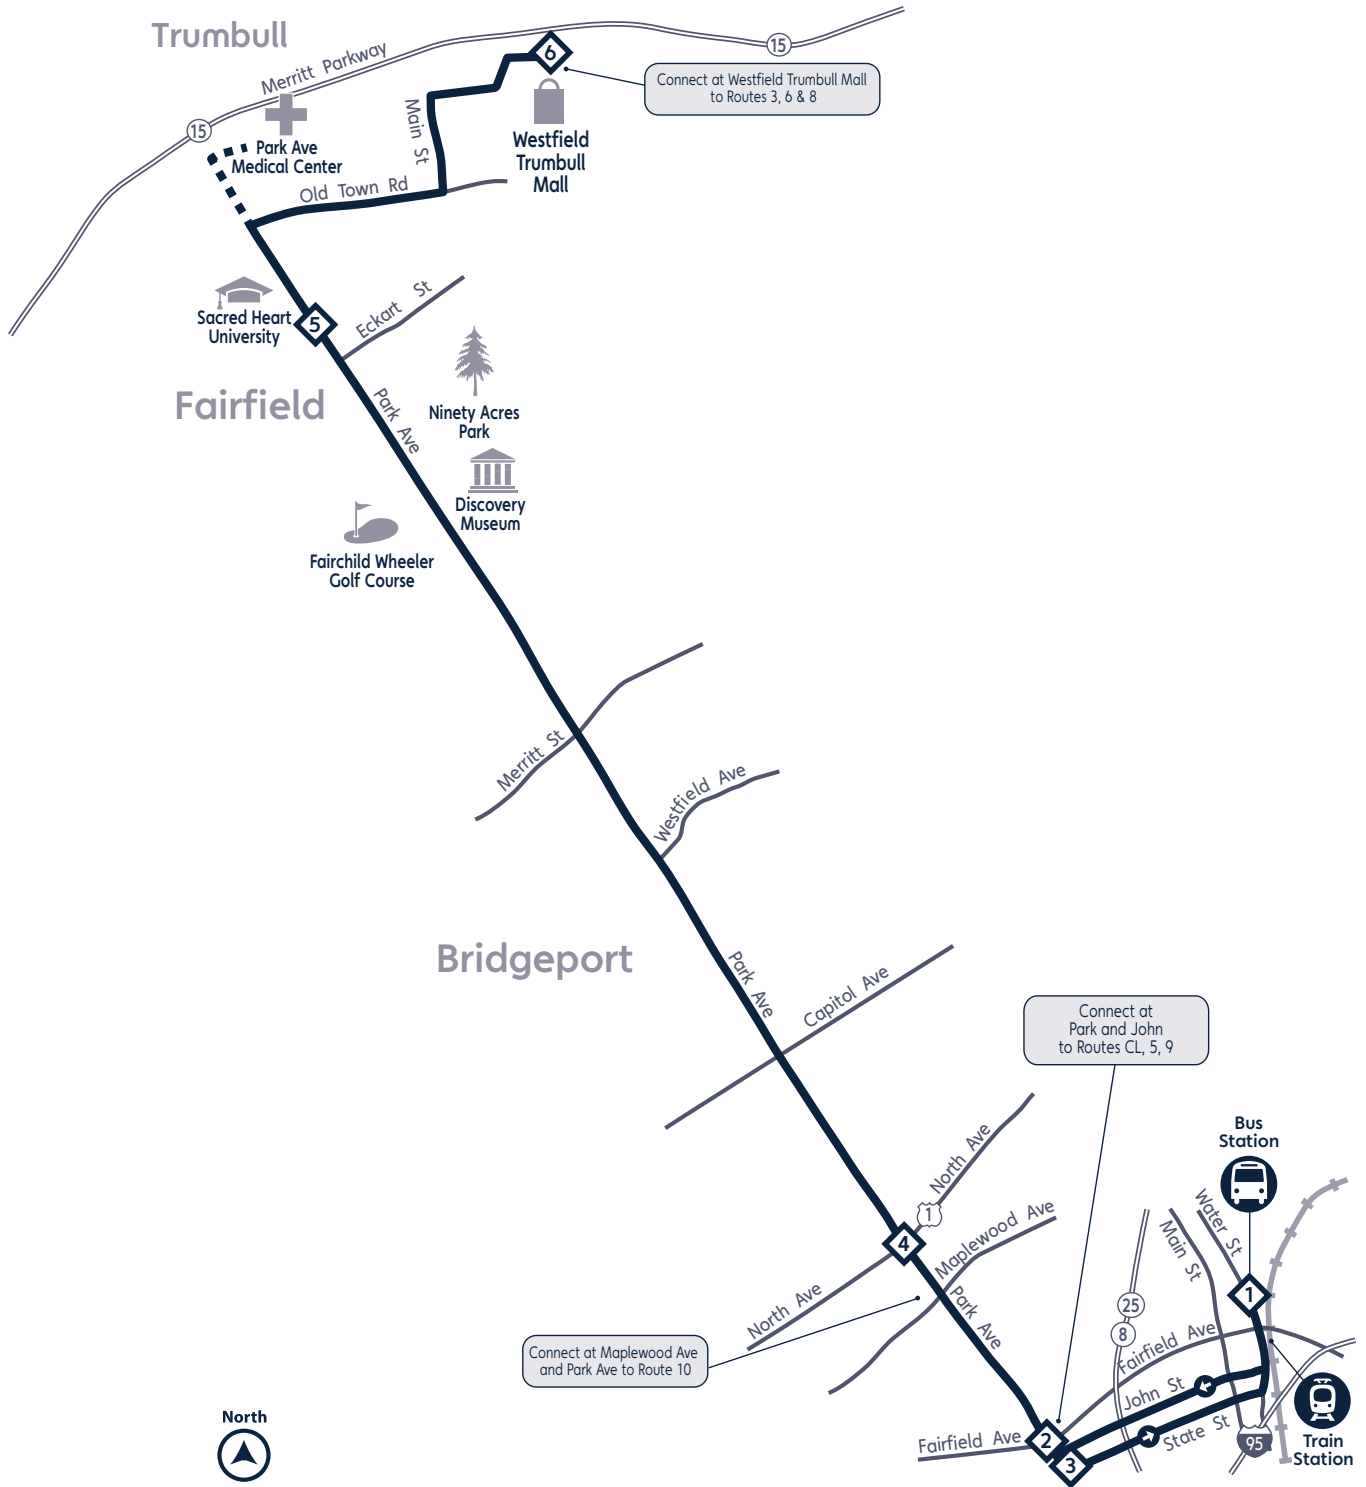 Trumbull
Merritt Parkway
15
15
6
Connect at Westfield Trumbull Mall
to Routes 3, 6 & 8
Main St
Westfield
Trumbull
Mall
Park Ave
Medical Center
Old Town Rd
Sacred Heart
University
5
Eckart St
Fairfield
Park Ave
Ninety Acres
Park
Discovery
Museum
Fairchild Wheeler
Golf Course
Merritt St
Westfield Ave
Bridgeport
Park Ave
Capitol Ave
Connect at
Park and John
to Routes CL, 5, 9
North Ave
1
4
Maplewood Ave
North Ave
Park Ave
Connect at Maplewood Ave
and Park Ave to Route 10
Bus
Station
Water St
Main St
1
25
8
Fairfield Ave
John St
State St
Fairfield Ave
2
3
95
Train
Station
North